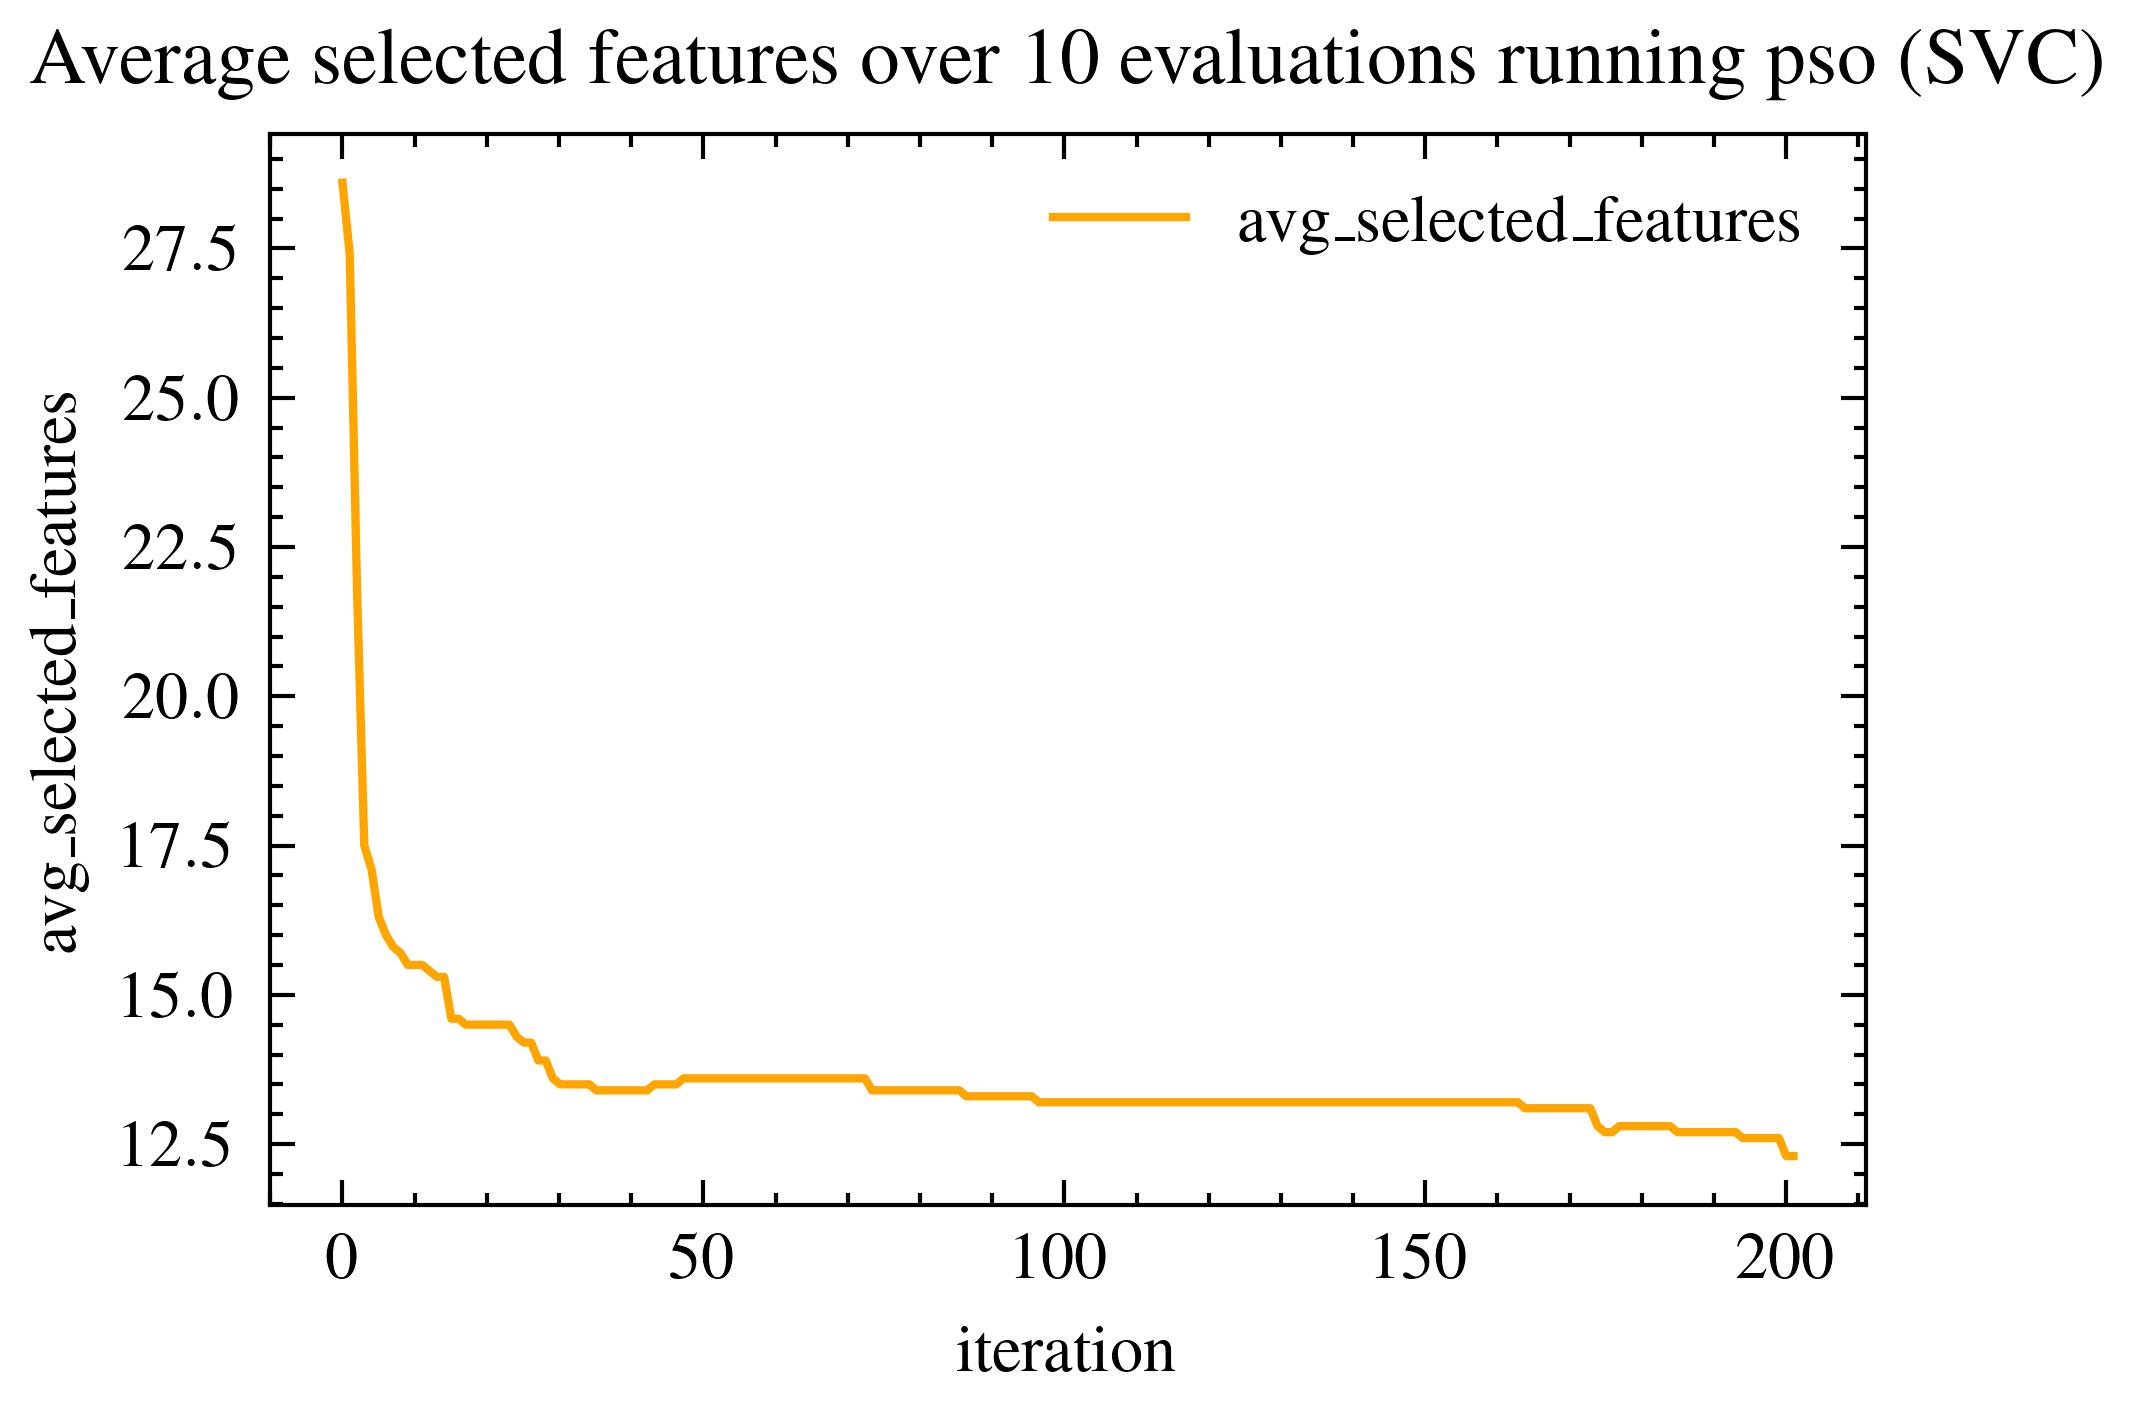 Average selected features over 10 evaluations running pso (SVC)
avg_selected_features
27.5
25.0
22.5
20.0
17.5
15.0
12.5
avg_selected_features
0 50 100 150 200
iteration